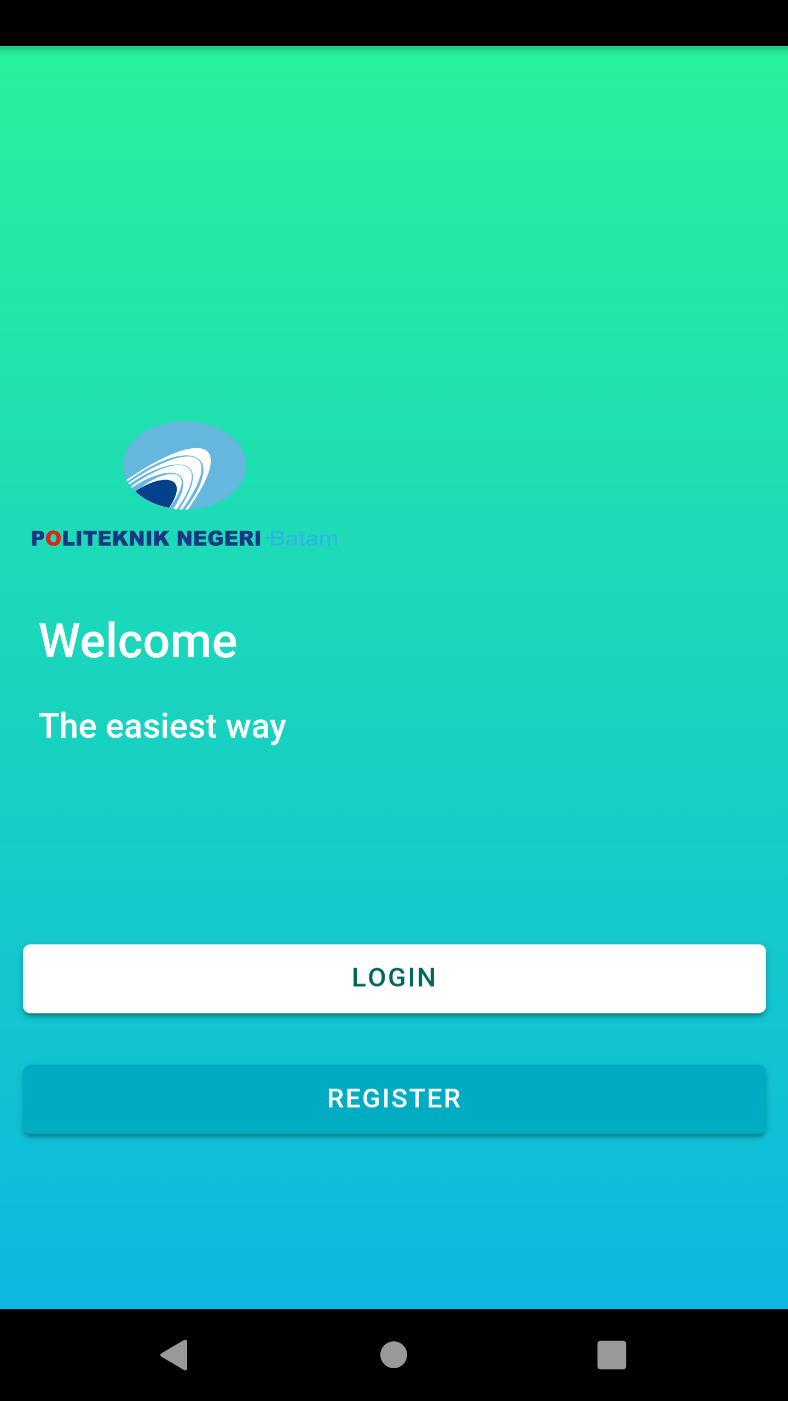 POLITEKNIK NEGERI Batam
Welcome
The easiest way
LOGIN
REGISTER